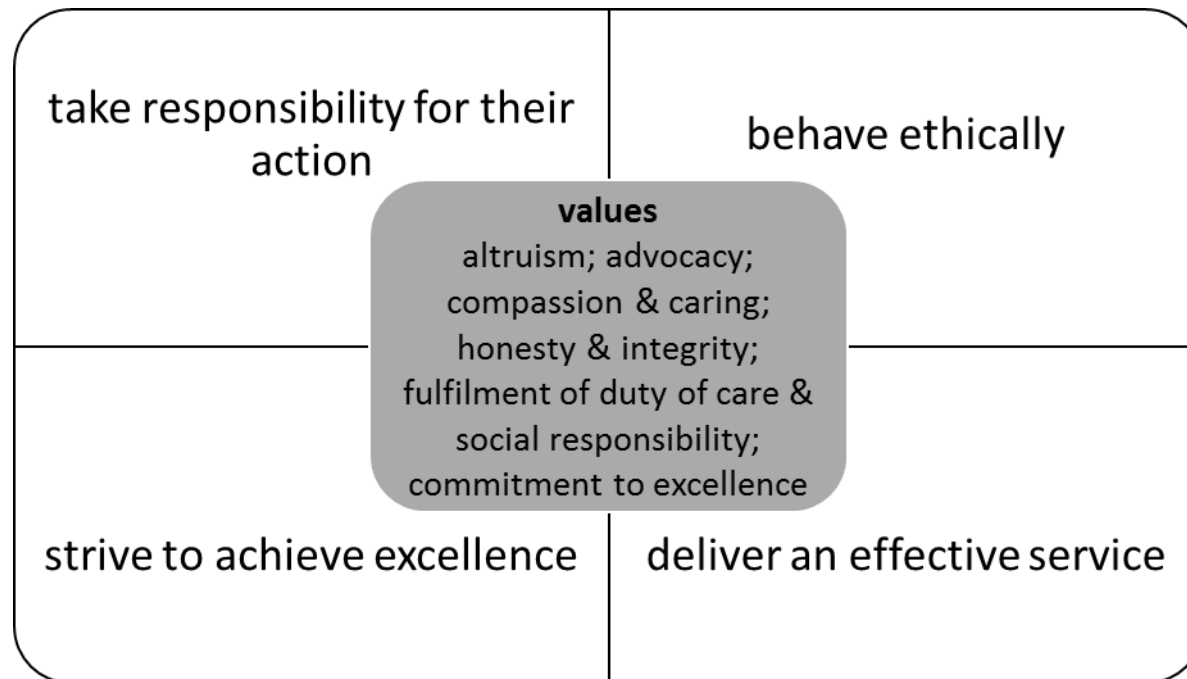 take responsibility for their
action
behave ethically
values
altruism; advocacy;
compassion & caring;
honesty & integrity;
fulfilment of duty of care &
social responsibility;
commitment to excellence
strive to achieve excellence
deliver an effective service